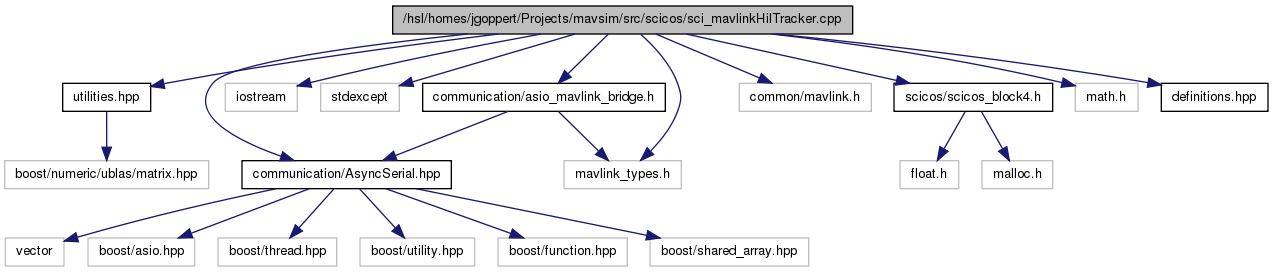 /hsl/homes/jgoppert/Projects/mavsim/src/scicos/sci_mavlinkHilTracker.cpp
utilities.hpp
iostream
stdexcept
communication/asio_mavlink_bridge.h
common/mavlink.h
scicos/scicos_block4.h
math.h
definitions.hpp
boost/numeric/ublas/matrix.hpp
communication/AsyncSerial.hpp
mavlink_types.h
float.h
malloc.h
vector
boost/asio.hpp
boost/thread.hpp
boost/utility.hpp
boost/function.hpp
boost/shared_array.hpp